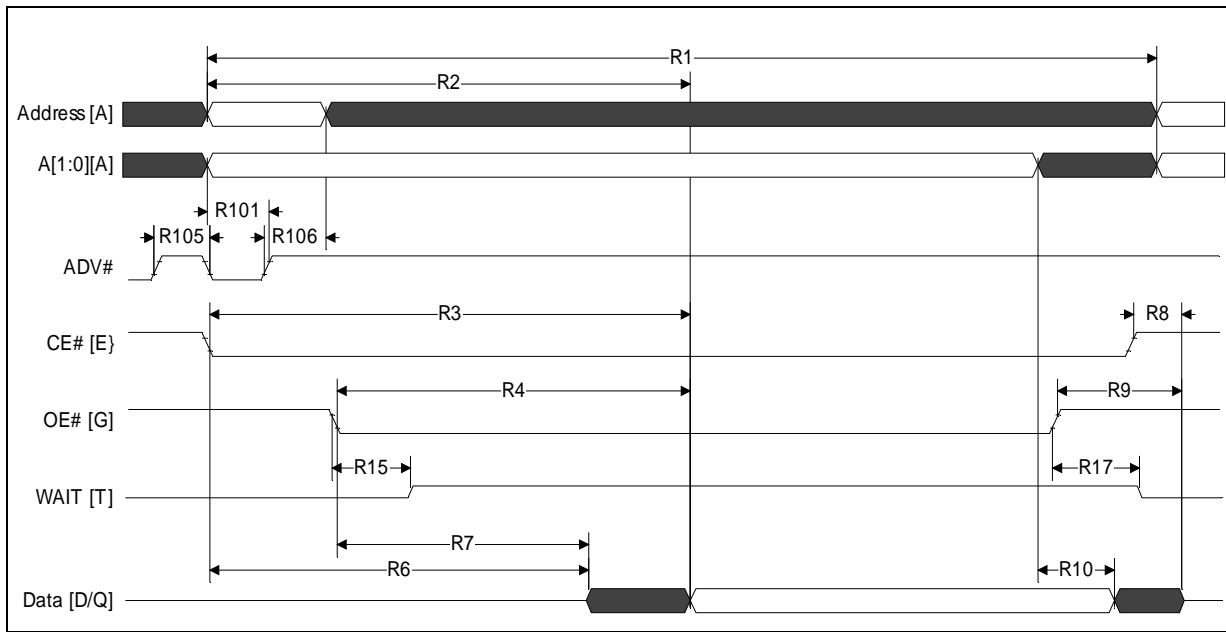 R1
R2
Address [A]
A[1:0][A]
R101
R105
R106
ADV#
R3
R8
CE# [E}
R4
R9
OE# [G]
R15
R17
WAIT [T]
R7
R6
R10
Data [D/Q]